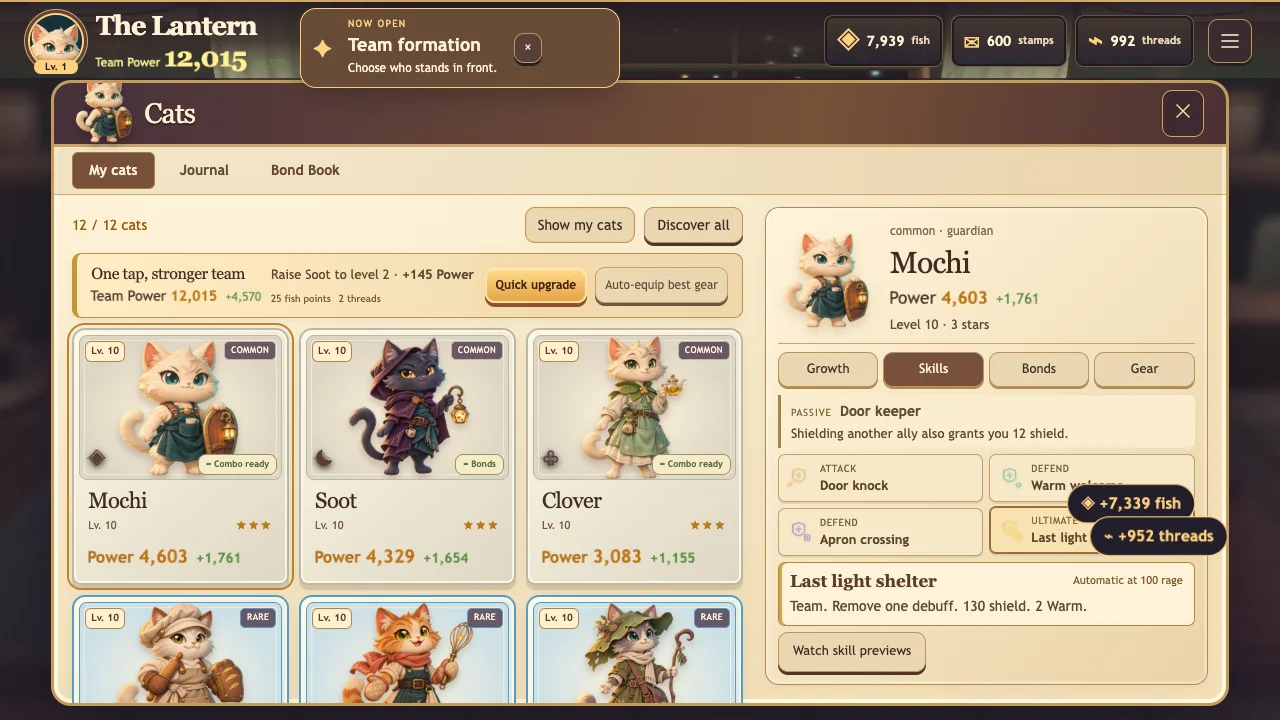 The Lantern
Lv. 1
Team Power 12,015
NOW OPEN
Team formation
Choose who stands in front.
×
7,939 fish
600 stamps
992 threads
Cats
My cats
Journal
Bond Book
12 / 12 cats
Show my cats
Discover all
One tap, stronger team
Team Power 12,015 +4,570
Raise Soot to level 2 · +145 Power
25 fish points 2 threads
Quick upgrade
Auto-equip best gear
Lv. 10
COMMON
Combo ready
Mochi
Lv. 10
★★★
Power 4,603 +1,761
Lv. 10
COMMON
Bonds
Soot
Lv. 10
★★★
Power 4,329 +1,654
Lv. 10
COMMON
Combo ready
Clover
Lv. 10
★★★
Power 3,083 +1,155
Lv. 10
RARE
Lv. 10
RARE
Lv. 10
RARE
common · guardian
Mochi
Power 4,603 +1,761
Level 10 · 3 stars
Growth
Skills
Bonds
Gear
PASSIVE Door keeper
Shielding another ally also grants you 12 shield.
ATTACK
Door knock
DEFEND
Warm
DEFEND
Apron crossing
ULTIMATE
Last light
+7,339 fish
+952 threads
Last light shelter
Automatic at 100 rage
Team. Remove one debuff. 130 shield. 2 Warm.
Watch skill previews